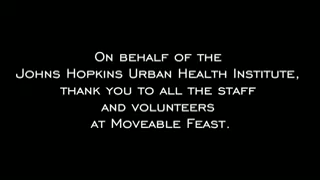 On behalf of the
Johns Hopkins Urban Health Institute,
thank you to all the staff
and volunteers
at Moveable Feast.